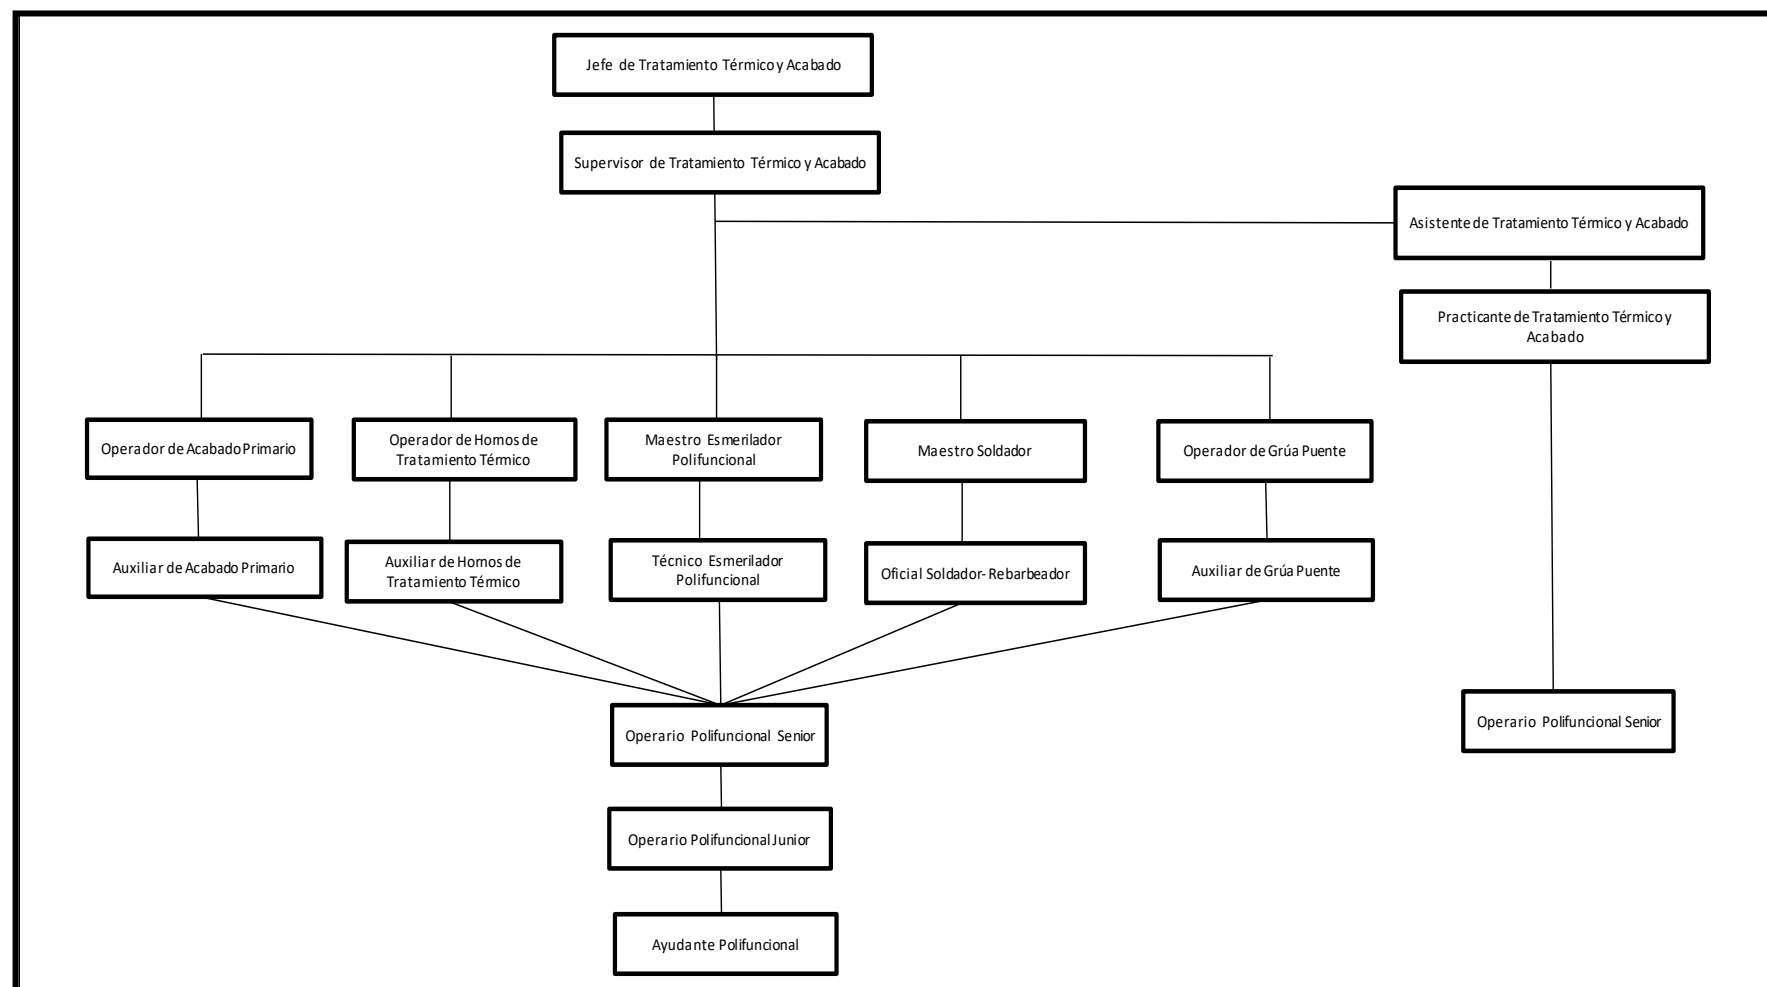 Jefe de Tratamiento Térmico y Acabado
Supervisor de Tratamiento Térmico y Acabado
Asistente de Tratamiento Térmico y Acabado
Practicante de Tratamiento Térmico y
Acabado
Operador de Acabado Primario
Operador de Hornos de
Tratamiento Térmico
Maestro Esmerilador
Polifuncional
Maestro Soldador
Operador de Grúa Puente
Auxiliar de Acabado Primario
Auxiliar de Hornos de
Tratamiento Térmico
Técnico Esmerilador
Polifuncional
Oficial Soldador- Rebarbeador
Auxiliar de Grúa Puente
Operario Polifuncional Senior
Operario Polifuncional Senior
Operario Polifuncional Junior
Ayudante Polifuncional